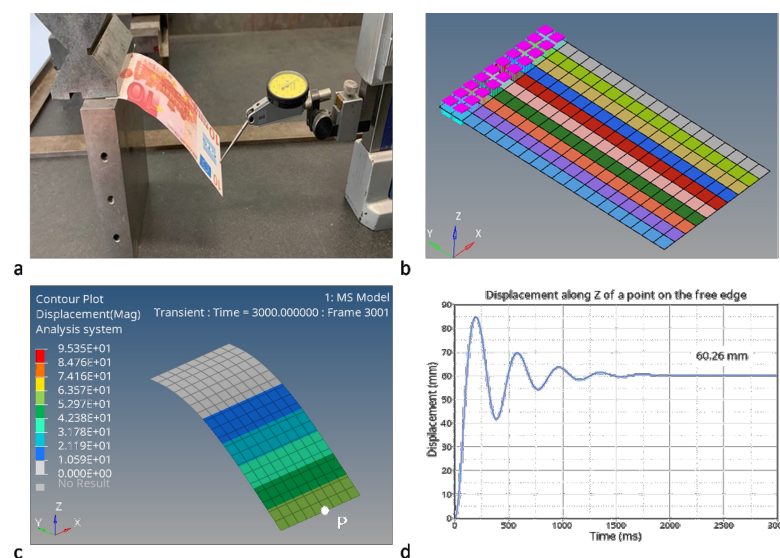 a
Z
Y
X
b
Contour Plot
Displacement(Mag)
Analysis system
1: MS Model
Transient : Time = 3000.000000 : Frame 3001
9.535E+01
8.476E+01
7.416E+01
6.357E+01
5.297E+01
4.238E+01
3.178E+01
2.119E+01
1.059E+01
0.000E+00
No Result
Z
Y
X
P
c
Displacement along Z of a point on the free edge
Displacement (mm)
90
80
70
60
50
40
30
20
10
0
60.26 mm
0
500
1000
1500
2000
2500
Time (ms)
d